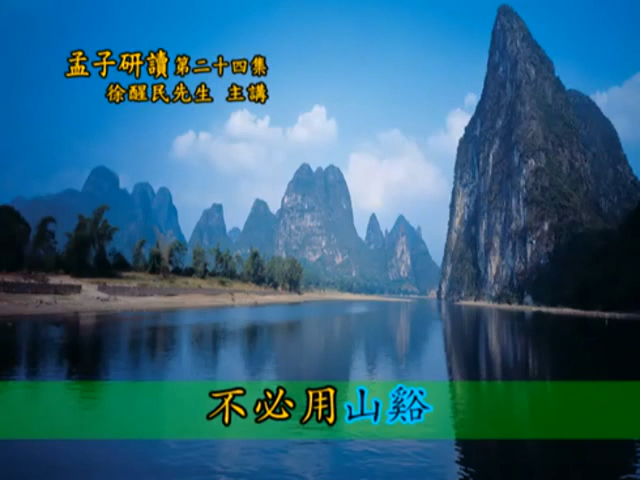 孟子研讀第二十四集
徐醒民先生 主講
不必用山谿